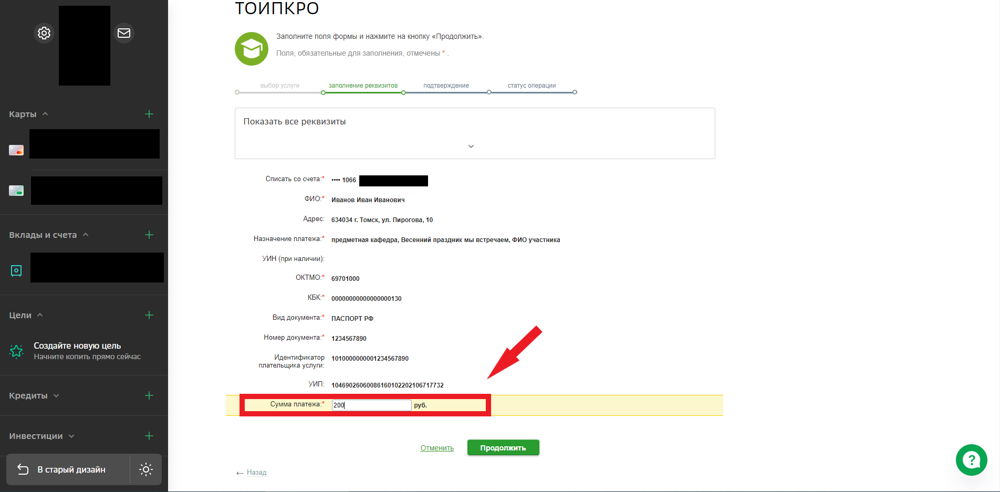 ТОИПКРО
Заполните поля формы и нажмите на кнопку «Продолжить».
Поля, обязательные для заполнения, отмечены * .
выбор услуги
заполнение реквизитов
подтверждение
статус операции
Показать все реквизиты
Списать со счета:* •••• 1066
ФИО:* Иванов Иван Иванович
Адрес: 634034 г. Томск, ул. Пирогова, 10
Назначение платежа:* предметная кафедра, Весенний праздник мы встречаем, ФИО участника
УИН (при наличии):
ОКТМО:* 69701000
КБК:* 00000000000000000130
Вид документа:* ПАСПОРТ РФ
Номер документа:* 1234567890
Идентификатор
плательщика услуги: 1010000000001234567890
УИП: 10469026060086160102202106717732
Сумма платежа:* 200 руб.
Отменить
Продолжить
← Назад
Карты
Вклады и счета
Цели
Создайте новую цель
Начните копить прямо сейчас
Кредиты
Инвестиции
В старый дизайн
?